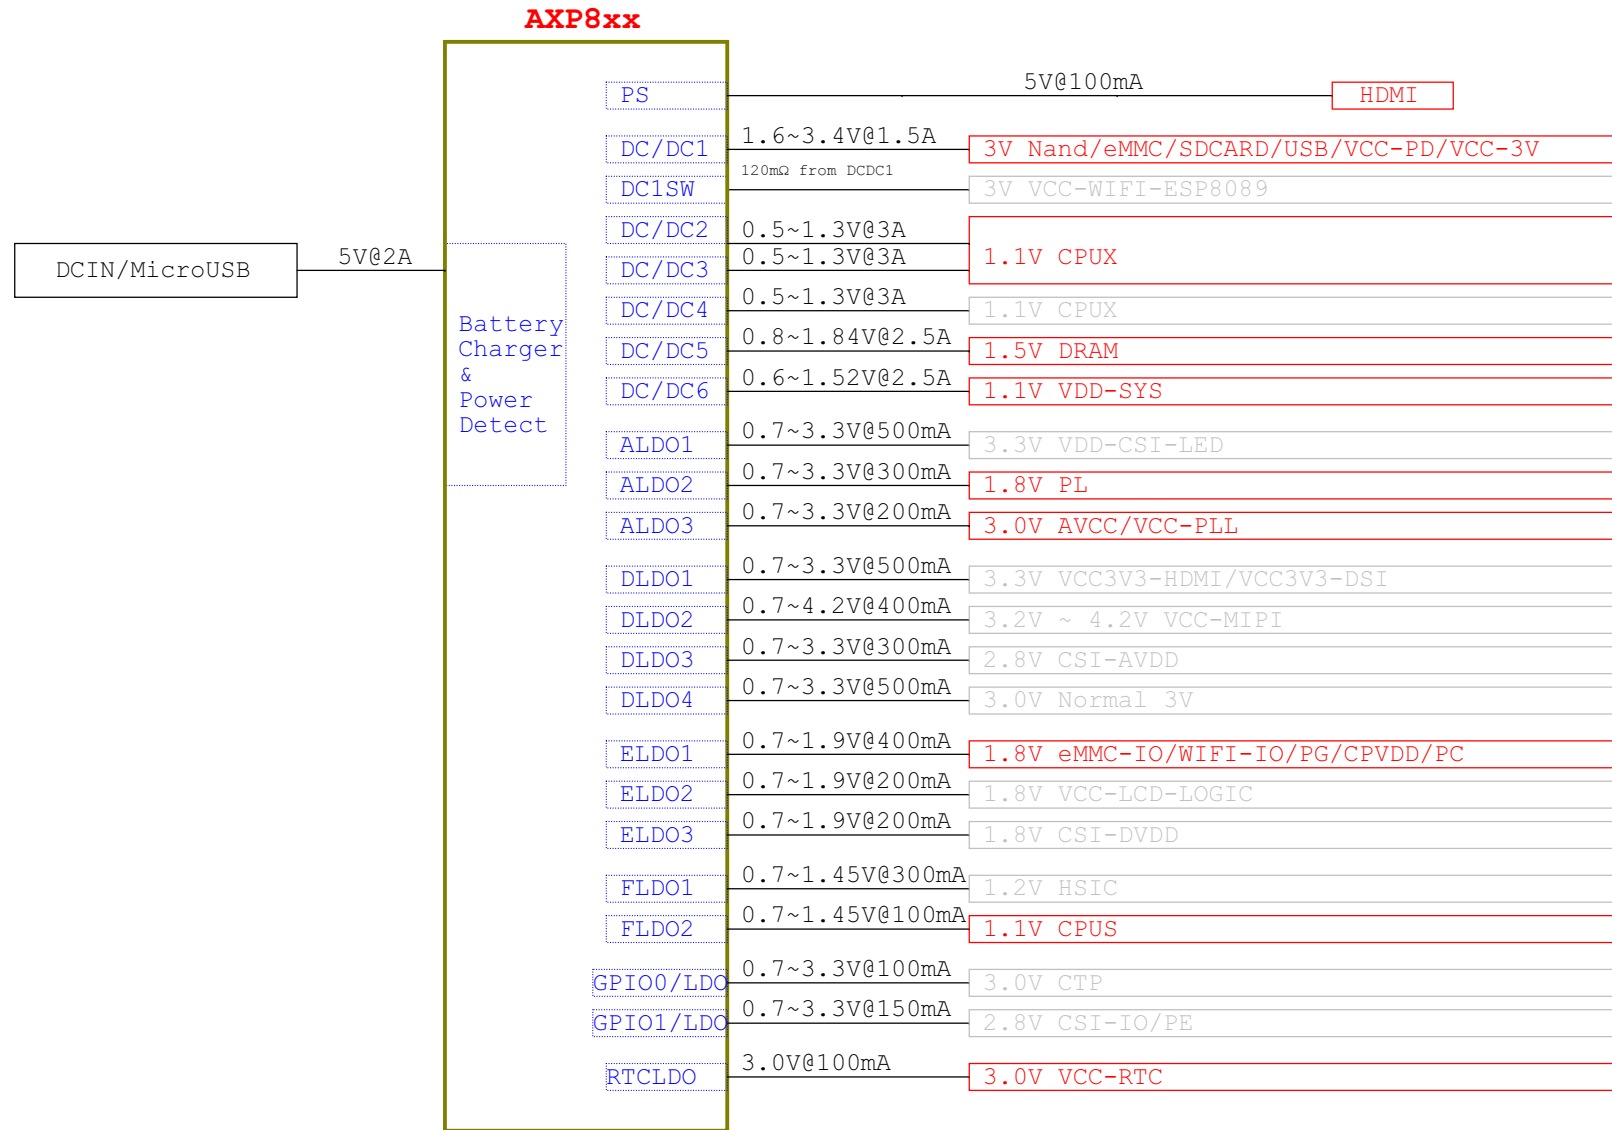 AXP8xx
PS
5V@100mA
HDMI
DC/DC1
1.6~3.4V@1.5A
3V Nand/eMMC/SDCARD/USB/VCC-PD/VCC-3V
120mΩ from DCDC1
DC1SW
3V VCC-WIFI-ESP8089
DC/DC2
0.5~1.3V@3A
DCIN/MicroUSB
5V@2A
DC/DC3
0.5~1.3V@3A
1.1V CPUX
DC/DC4
0.5~1.3V@3A
1.1V CPUX
Battery
Charger
&
Power
Detect
DC/DC5
0.8~1.84V@2.5A
1.5V DRAM
DC/DC6
0.6~1.52V@2.5A
1.1V VDD-SYS
ALDO1
0.7~3.3V@500mA
3.3V VDD-CSI-LED
ALDO2
0.7~3.3V@300mA
1.8V PL
ALDO3
0.7~3.3V@200mA
3.0V AVCC/VCC-PLL
DLDO1
0.7~3.3V@500mA
3.3V VCC3V3-HDMI/VCC3V3-DSI
DLDO2
0.7~4.2V@400mA
3.2V ~ 4.2V VCC-MIPI
DLDO3
0.7~3.3V@300mA
2.8V CSI-AVDD
DLDO4
0.7~3.3V@500mA
3.0V Normal 3V
ELDO1
0.7~1.9V@400mA
1.8V eMMC-IO/WIFI-IO/PG/CPVDD/PC
ELDO2
0.7~1.9V@200mA
1.8V VCC-LCD-LOGIC
ELDO3
0.7~1.9V@200mA
1.8V CSI-DVDD
FLDO1
0.7~1.45V@300mA
1.2V HSIC
FLDO2
0.7~1.45V@100mA
1.1V CPUS
GPIO0/LDO
0.7~3.3V@100mA
3.0V CTP
GPIO1/LDO
0.7~3.3V@150mA
2.8V CSI-IO/PE
RTCLDO
3.0V@100mA
3.0V VCC-RTC